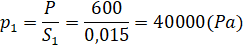 p₁ = P/S₁ = 600/0,015 = 40000(Pa)